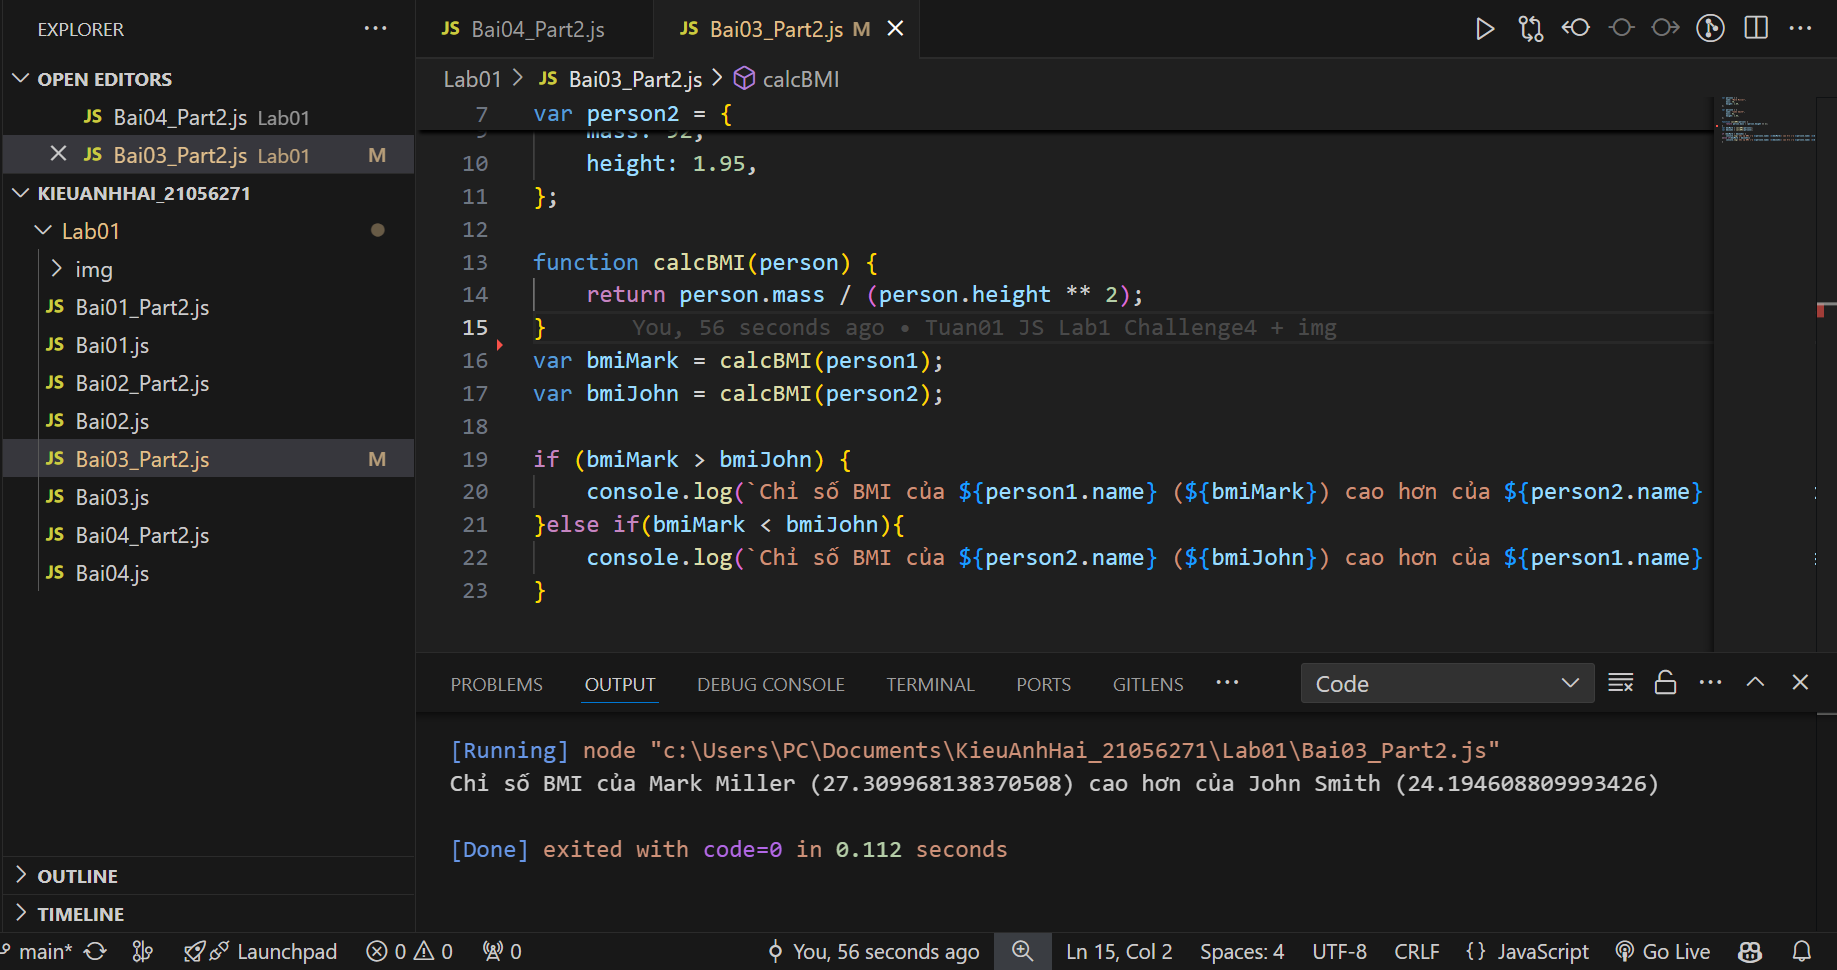 EXPLORER
OPEN EDITORS
JS Bai04_Part2.js Lab01
JS Bai03_Part2.js Lab01 M
KIEUANHHAI_21056271
Lab01
img
JS Bai01_Part2.js
JS Bai01.js
JS Bai02_Part2.js
JS Bai02.js
JS Bai03_Part2.js M
JS Bai03.js
JS Bai04_Part2.js
JS Bai04.js
OUTLINE
TIMELINE
JS Bai04_Part2.js JS Bai03_Part2.js M
Lab01 > JS Bai03_Part2.js > calcBMI
7 var person2 = {
9 mass: 92,
10 height: 1.95,
11 };
12
13 function calcBMI(person) {
14 return person.mass / (person.height ** 2);
15 } You, 56 seconds ago • Tuan01 JS Lab1 Challenge4 + img
16 var bmiMark = calcBMI(person1);
17 var bmiJohn = calcBMI(person2);
18
19 if (bmiMark > bmiJohn) {
20 console.log(`Chỉ số BMI của ${person1.name} (${bmiMark}) cao hơn của ${person2.name}
21 }else if(bmiMark < bmiJohn){
22 console.log(`Chỉ số BMI của ${person2.name} (${bmiJohn}) cao hơn của ${person1.name}
23 }
PROBLEMS OUTPUT DEBUG CONSOLE TERMINAL PORTS GITLENS ··· Code
[Running] node "c:\Users\PC\Documents\KieuAnhHai_21056271\Lab01\Bai03_Part2.js"
Chỉ số BMI của Mark Miller (27.309968138370508) cao hơn của John Smith (24.194608809993426)
[Done] exited with code=0 in 0.112 seconds
main* Launchpad 0 0 0 You, 56 seconds ago Ln 15, Col 2 Spaces: 4 UTF-8 CRLF {} JavaScript Go Live